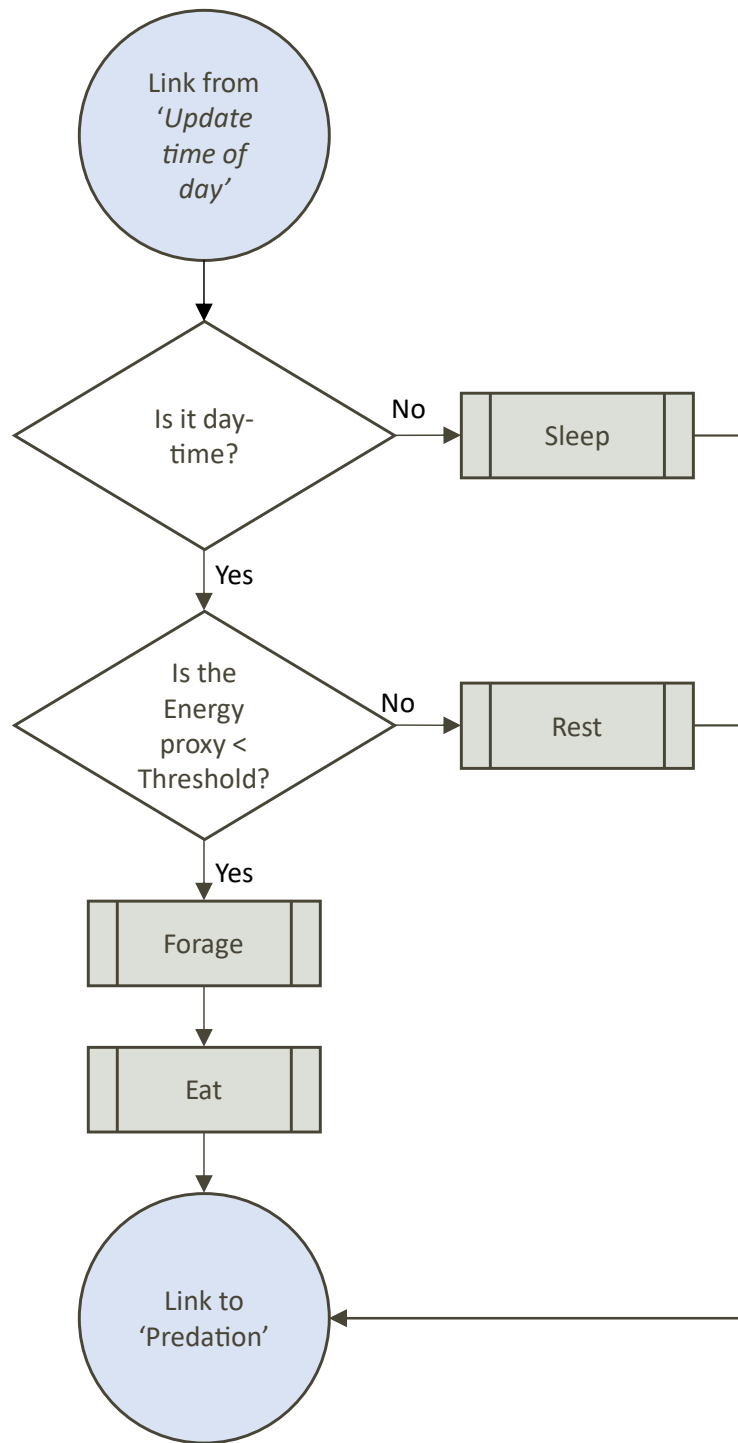 Link from
‘Update
time of
day’
Is it day-
time?
No
Sleep
Yes
Is the
Energy
proxy <
Threshold?
No
Rest
Yes
Forage
Eat
Link to
‘Predation’